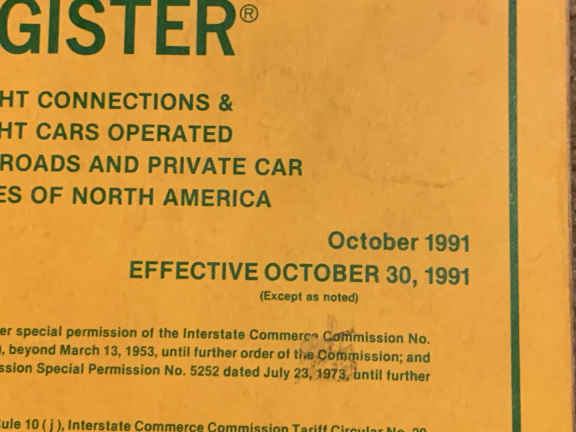 GISTER®
HT CONNECTIONS &
HT CARS OPERATED
ROADS AND PRIVATE CAR
ES OF NORTH AMERICA
October 1991
EFFECTIVE OCTOBER 30, 1991
(Except as noted)
er special permission of the Interstate Commerce Commission No.
), beyond March 13, 1953, until further order of the Commission; and
ission Special Permission No. 5252 dated July 23, 1973, until further
Rule 10 ( j ), Interstate Commerce Commission Tariff Circular No. 20